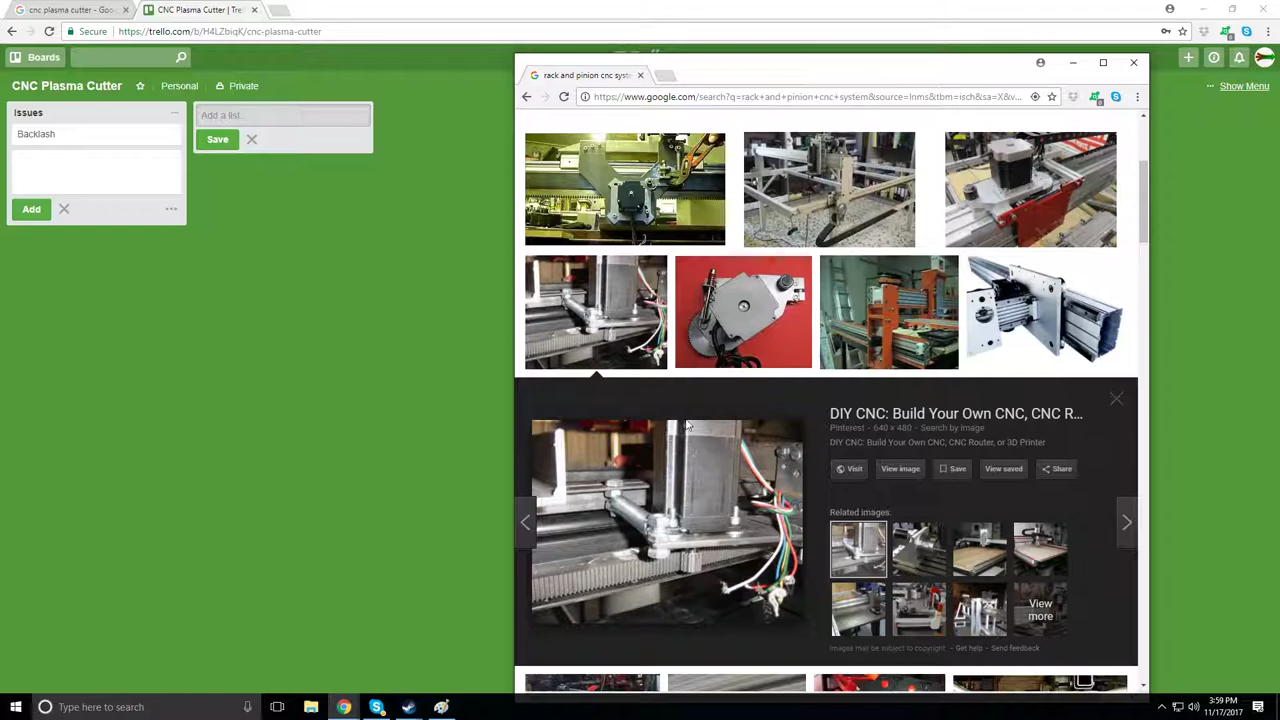 cnc plasma cutter - Goo
CNC Plasma Cutter | Trel
Secure
https://trello.com/b/H4LZbiqK/cnc-plasma-cutter
Boards
CNC Plasma Cutter
Personal
Private
Show Menu
Issues
Backlash
Add
Add a list...
Save
rack and pinion cnc syste
https://www.google.com/search?q=rack+and+pinion+cnc+system&source=lnms&tbm=isch&sa=X&v...
DIY CNC: Build Your Own CNC, CNC R...
Pinterest - 640 × 480 - Search by image
DIY CNC: Build Your Own CNC, CNC Router, or 3D Printer
Visit
View image
Save
View saved
Share
Related images:
View more
Images may be subject to copyright.
- Get help - Send feedback
Type here to search
3:59 PM
11/17/2017